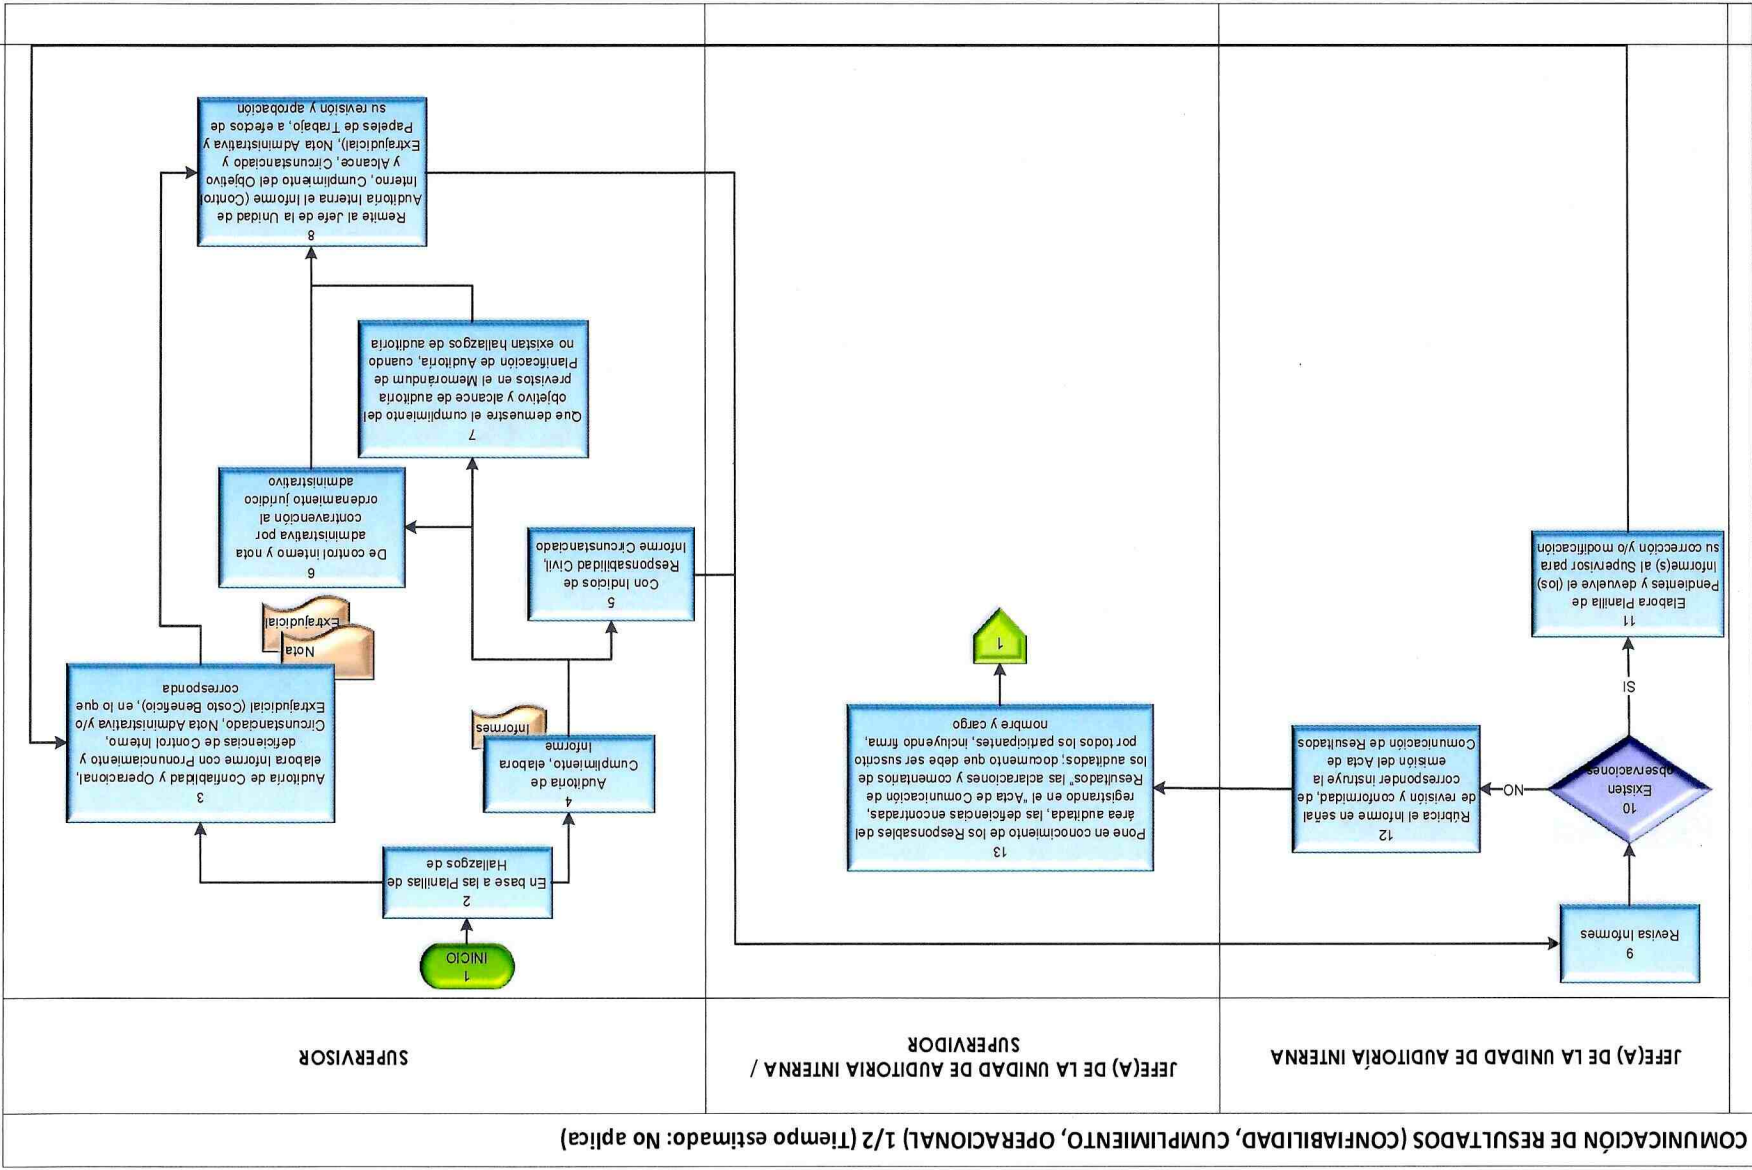 COMUNICACIÓN DE RESULTADOS (CONFIABILIDAD, CUMPLIMIENTO, OPERACIONAL) 1/2 (Tiempo estimado: No aplica)
JEFE(A) DE LA UNIDAD DE AUDITORÍA INTERNA
JEFE(A) DE LA UNIDAD DE AUDITORIA INTERNA /
SUPERVIDOR
SUPERVISOR
1
INICIO
2
En base a las Planillas de
Hallazgos de
3
Auditoría de Confiabilidad y Operacional,
elabora Informe con Pronunciamiento y
deficiencias de Control Interno,
Circunstanciado, Nota Administrativa y/o
Extrajudicial (Costo Beneficio), en lo que
corresponda
Nota
Extrajudicial
4
Auditoría de
Cumplimiento, elabora
Informe
Informes
5
Con Indicios de
Responsabilidad Civil,
Informe Circunstanciado
6
De control interno y nota
administrativa por
contravención al
ordenamiento jurídico
administrativo
7
Que demuestre el cumplimiento del
objetivo y alcance de auditoría
previstos en el Memorándum de
Planificación de Auditoría, cuando
no existan hallazgos de auditoría
8
Remite al Jefe de la Unidad de
Auditoría Interna el Informe (Control
Interno, Cumplimiento del Objetivo
y Alcance, Circunstanciado y
Extrajudicial), Nota Administrativa y
Papeles de Trabajo, a efectos de
su revisión y aprobación
9
Revisa Informes
10
Existen
observaciones
SI
NO
11
Elabora Planilla de
Pendientes y devuelve el (los)
Informe(s) al Supervisor para
su corrección y/o modificación
12
Rúbrica el Informe en señal
de revisión y conformidad, de
corresponder instruye la
emisión del Acta de
Comunicación de Resultados
13
Pone en conocimiento de los Responsables del
área auditada, las deficiencias encontradas,
registrando en el "Acta de Comunicación de
Resultados" las aclaraciones y comentarios de
los auditados; documento que debe ser suscrito
por todos los participantes, incluyendo firma,
nombre y cargo
1